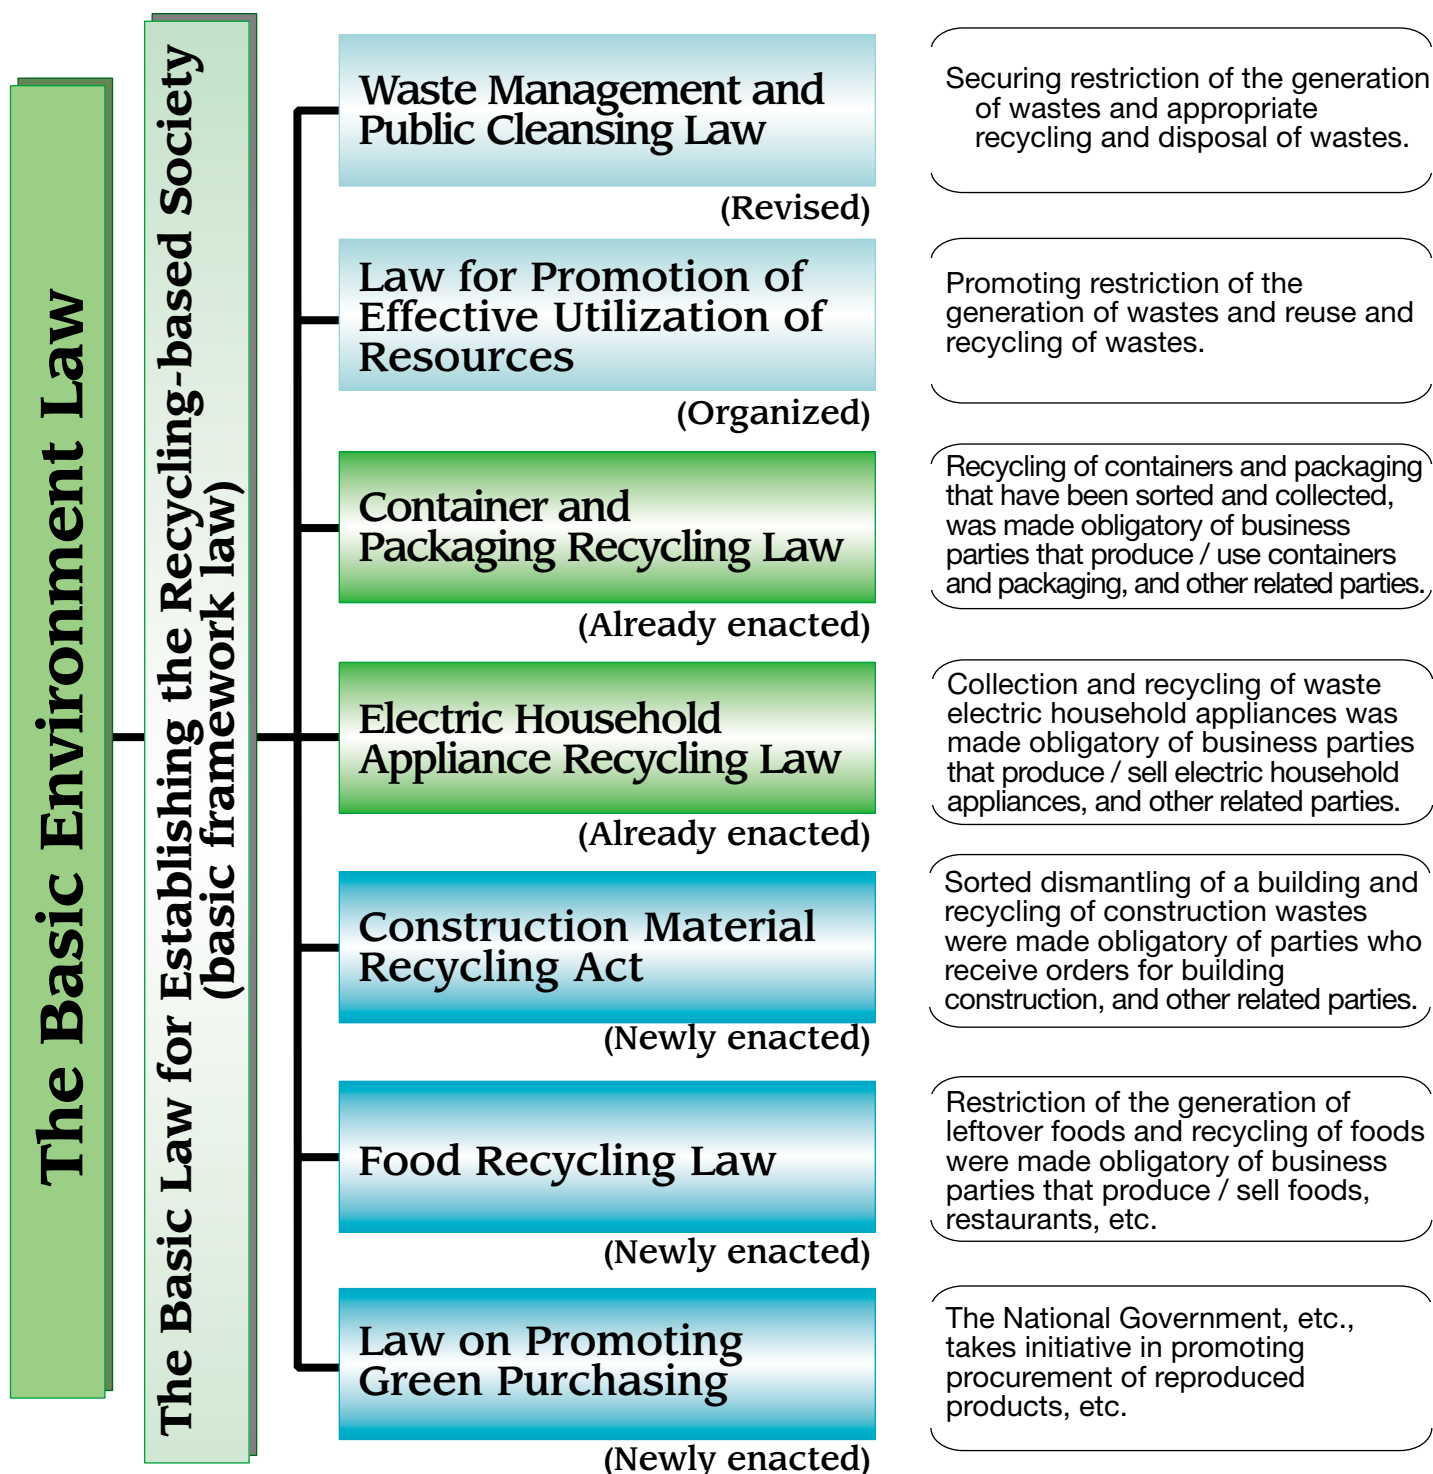 The Basic Environment Law
The Basic Law for Establishing the Recycling-based Society
(basic framework law)
Waste Management and
Public Cleansing Law
(Revised)
Securing restriction of the generation
of wastes and appropriate
recycling and disposal of wastes.
Law for Promotion of
Effective Utilization of
Resources
(Organized)
Promoting restriction of the
generation of wastes and reuse and
recycling of wastes.
Container and
Packaging Recycling Law
(Already enacted)
Recycling of containers and packaging
that have been sorted and collected,
was made obligatory of business
parties that produce / use containers
and packaging, and other related parties.
Electric Household
Appliance Recycling Law
(Already enacted)
Collection and recycling of waste
electric household appliances was
made obligatory of business parties
that produce / sell electric household
appliances, and other related parties.
Construction Material
Recycling Act
(Newly enacted)
Sorted dismantling of a building and
recycling of construction wastes
were made obligatory of parties who
receive orders for building
construction, and other related parties.
Food Recycling Law
(Newly enacted)
Restriction of the generation of
leftover foods and recycling of foods
were made obligatory of business
parties that produce / sell foods,
restaurants, etc.
Law on Promoting
Green Purchasing
(Newly enacted)
The National Government, etc.,
takes initiative in promoting
procurement of reproduced
products, etc.